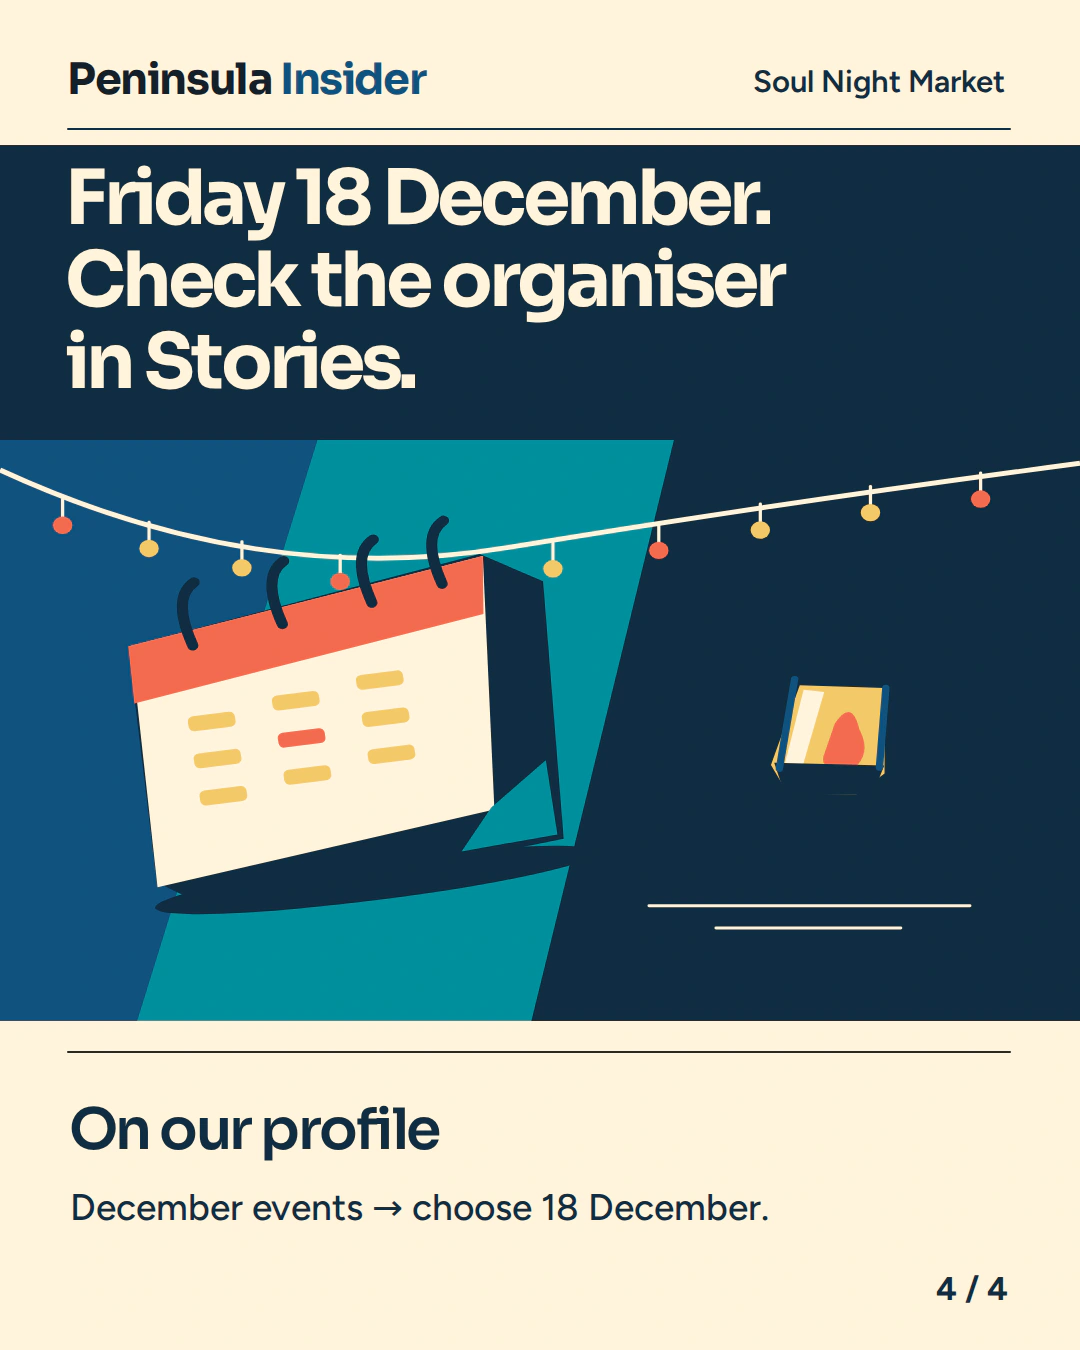 Peninsula Insider
Soul Night Market
Friday 18 December.
Check the organiser
in Stories.
On our profile
December events → choose 18 December.
4 / 4